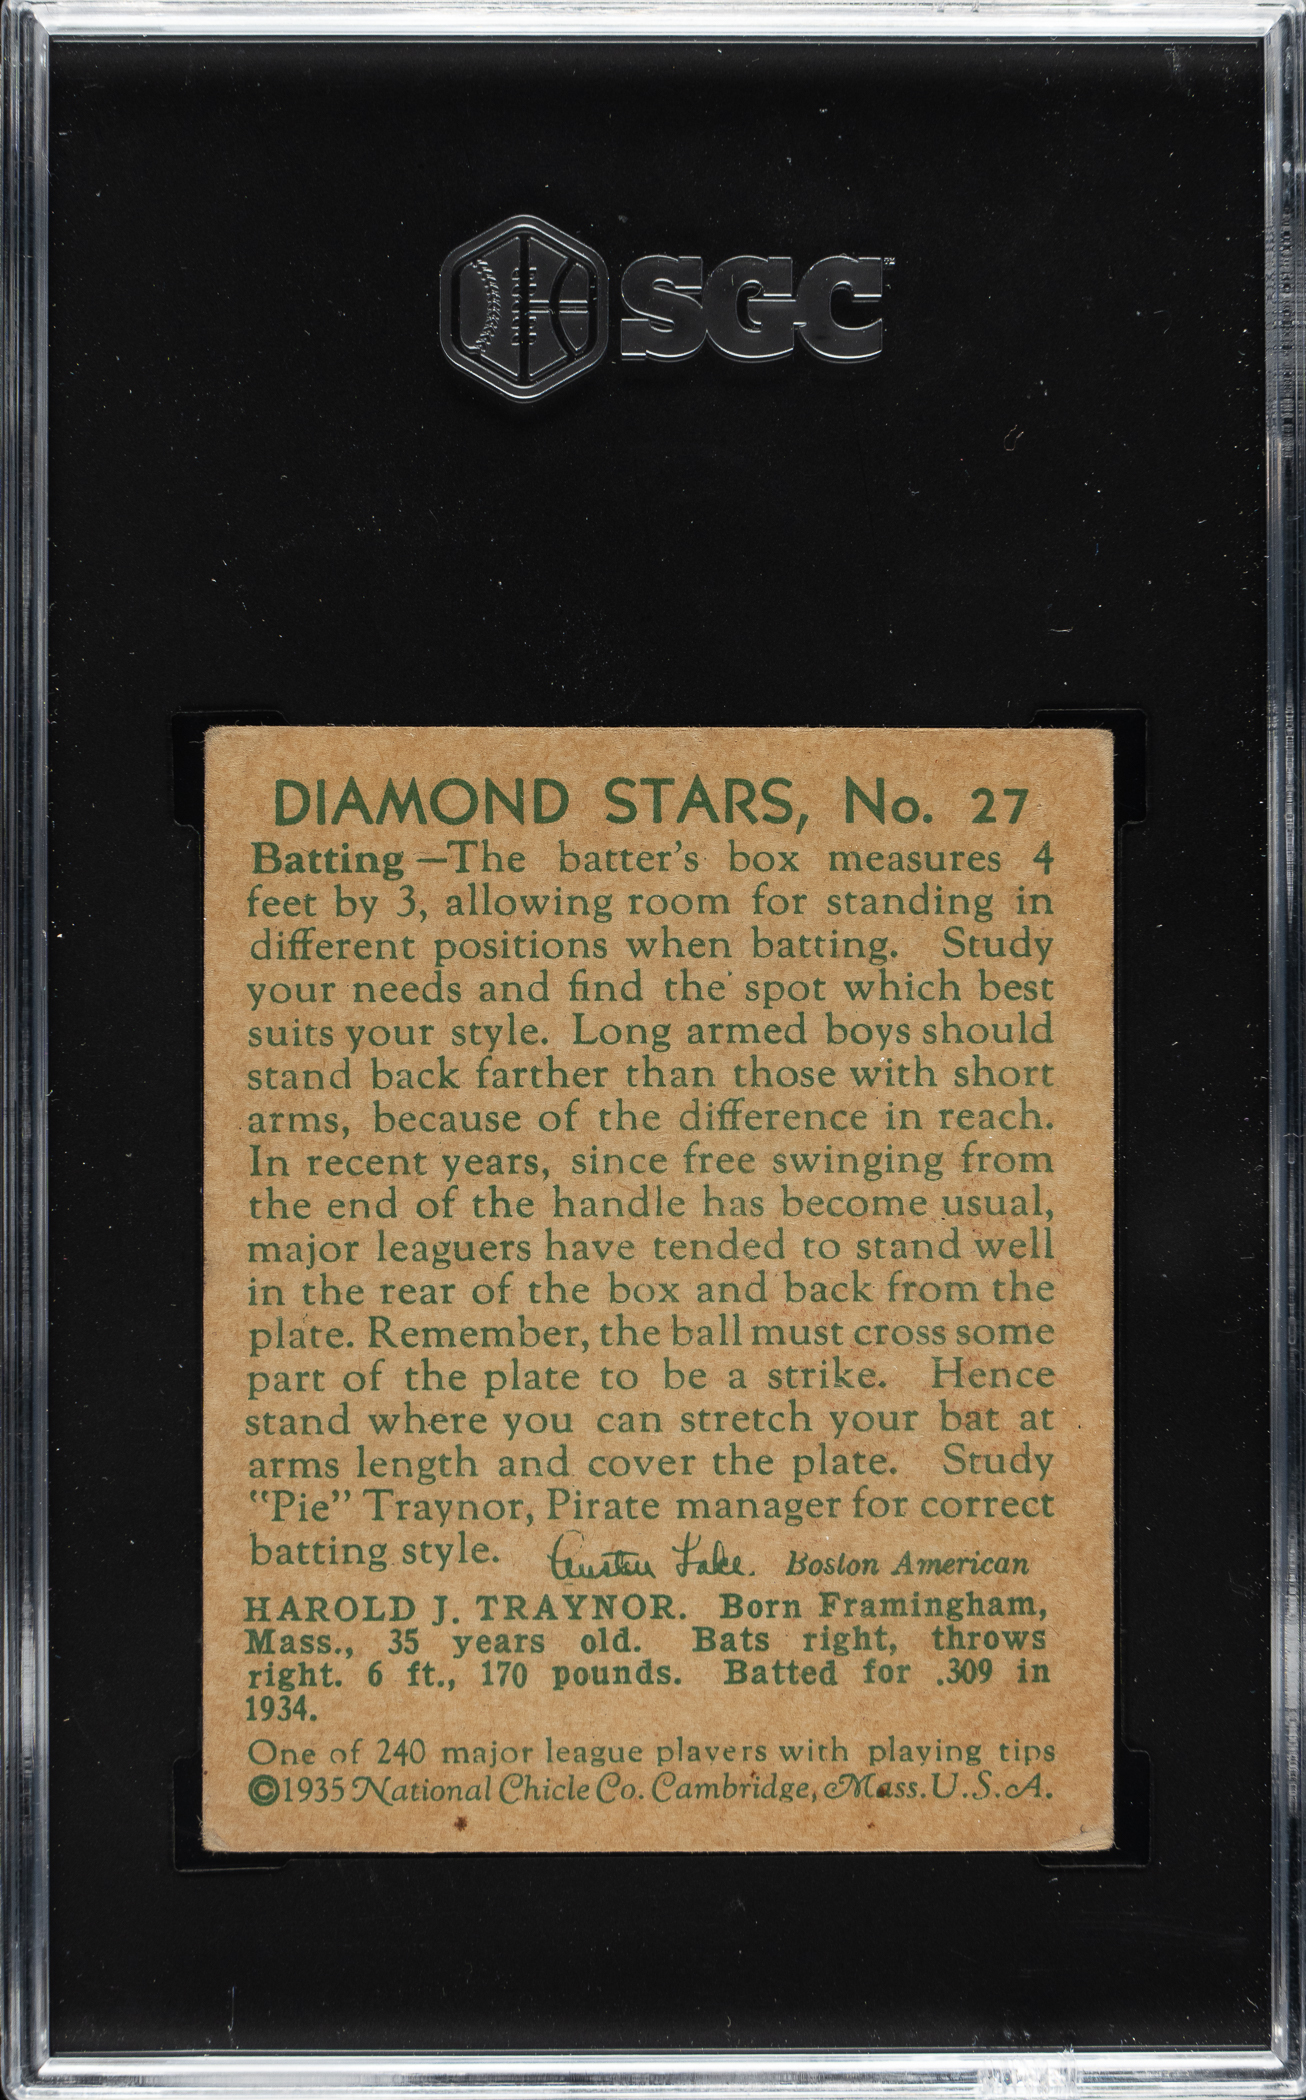 SGC™
DIAMOND STARS, No. 27
Batting —The batter's box measures 4
feet by 3, allowing room for standing in
different positions when batting. Study
your needs and find the spot which best
suits your style. Long armed boys should
stand back farther than those with short
arms, because of the difference in reach.
In recent years, since free swinging from
the end of the handle has become usual,
major leaguers have tended to stand well
in the rear of the box and back from the
plate. Remember, the ball must cross some
part of the plate to be a strike. Hence
stand where you can stretch your bat at
arms length and cover the plate. Study
"Pie" Traynor, Pirate manager for correct
batting style. Austen Lake. Boston American
HAROLD J. TRAYNOR. Born Framingham,
Mass., 35 years old. Bats right, throws
right. 6 ft., 170 pounds. Batted for .309 in
1934.
One of 240 major league players with playing tips
©1935 National Chicle Co. Cambridge, Mass. U.S.A.